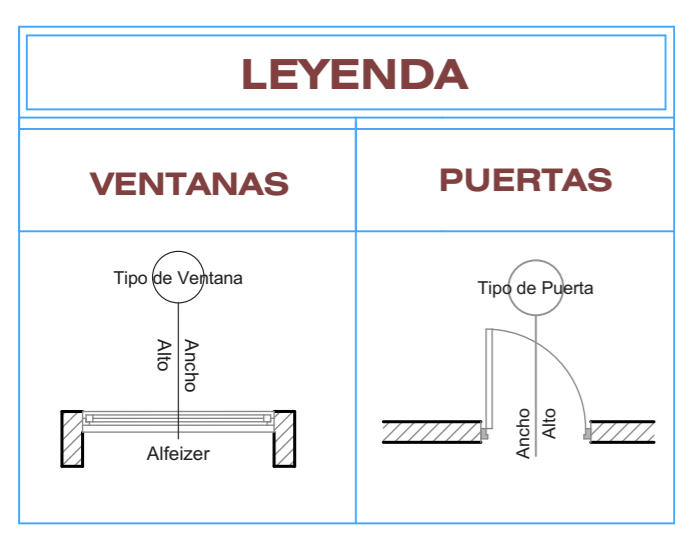 LEYENDA
VENTANAS
PUERTAS
Tipo de Ventana
Alto
Ancho
Alfeizer
Tipo de Puerta
Ancho
Alto